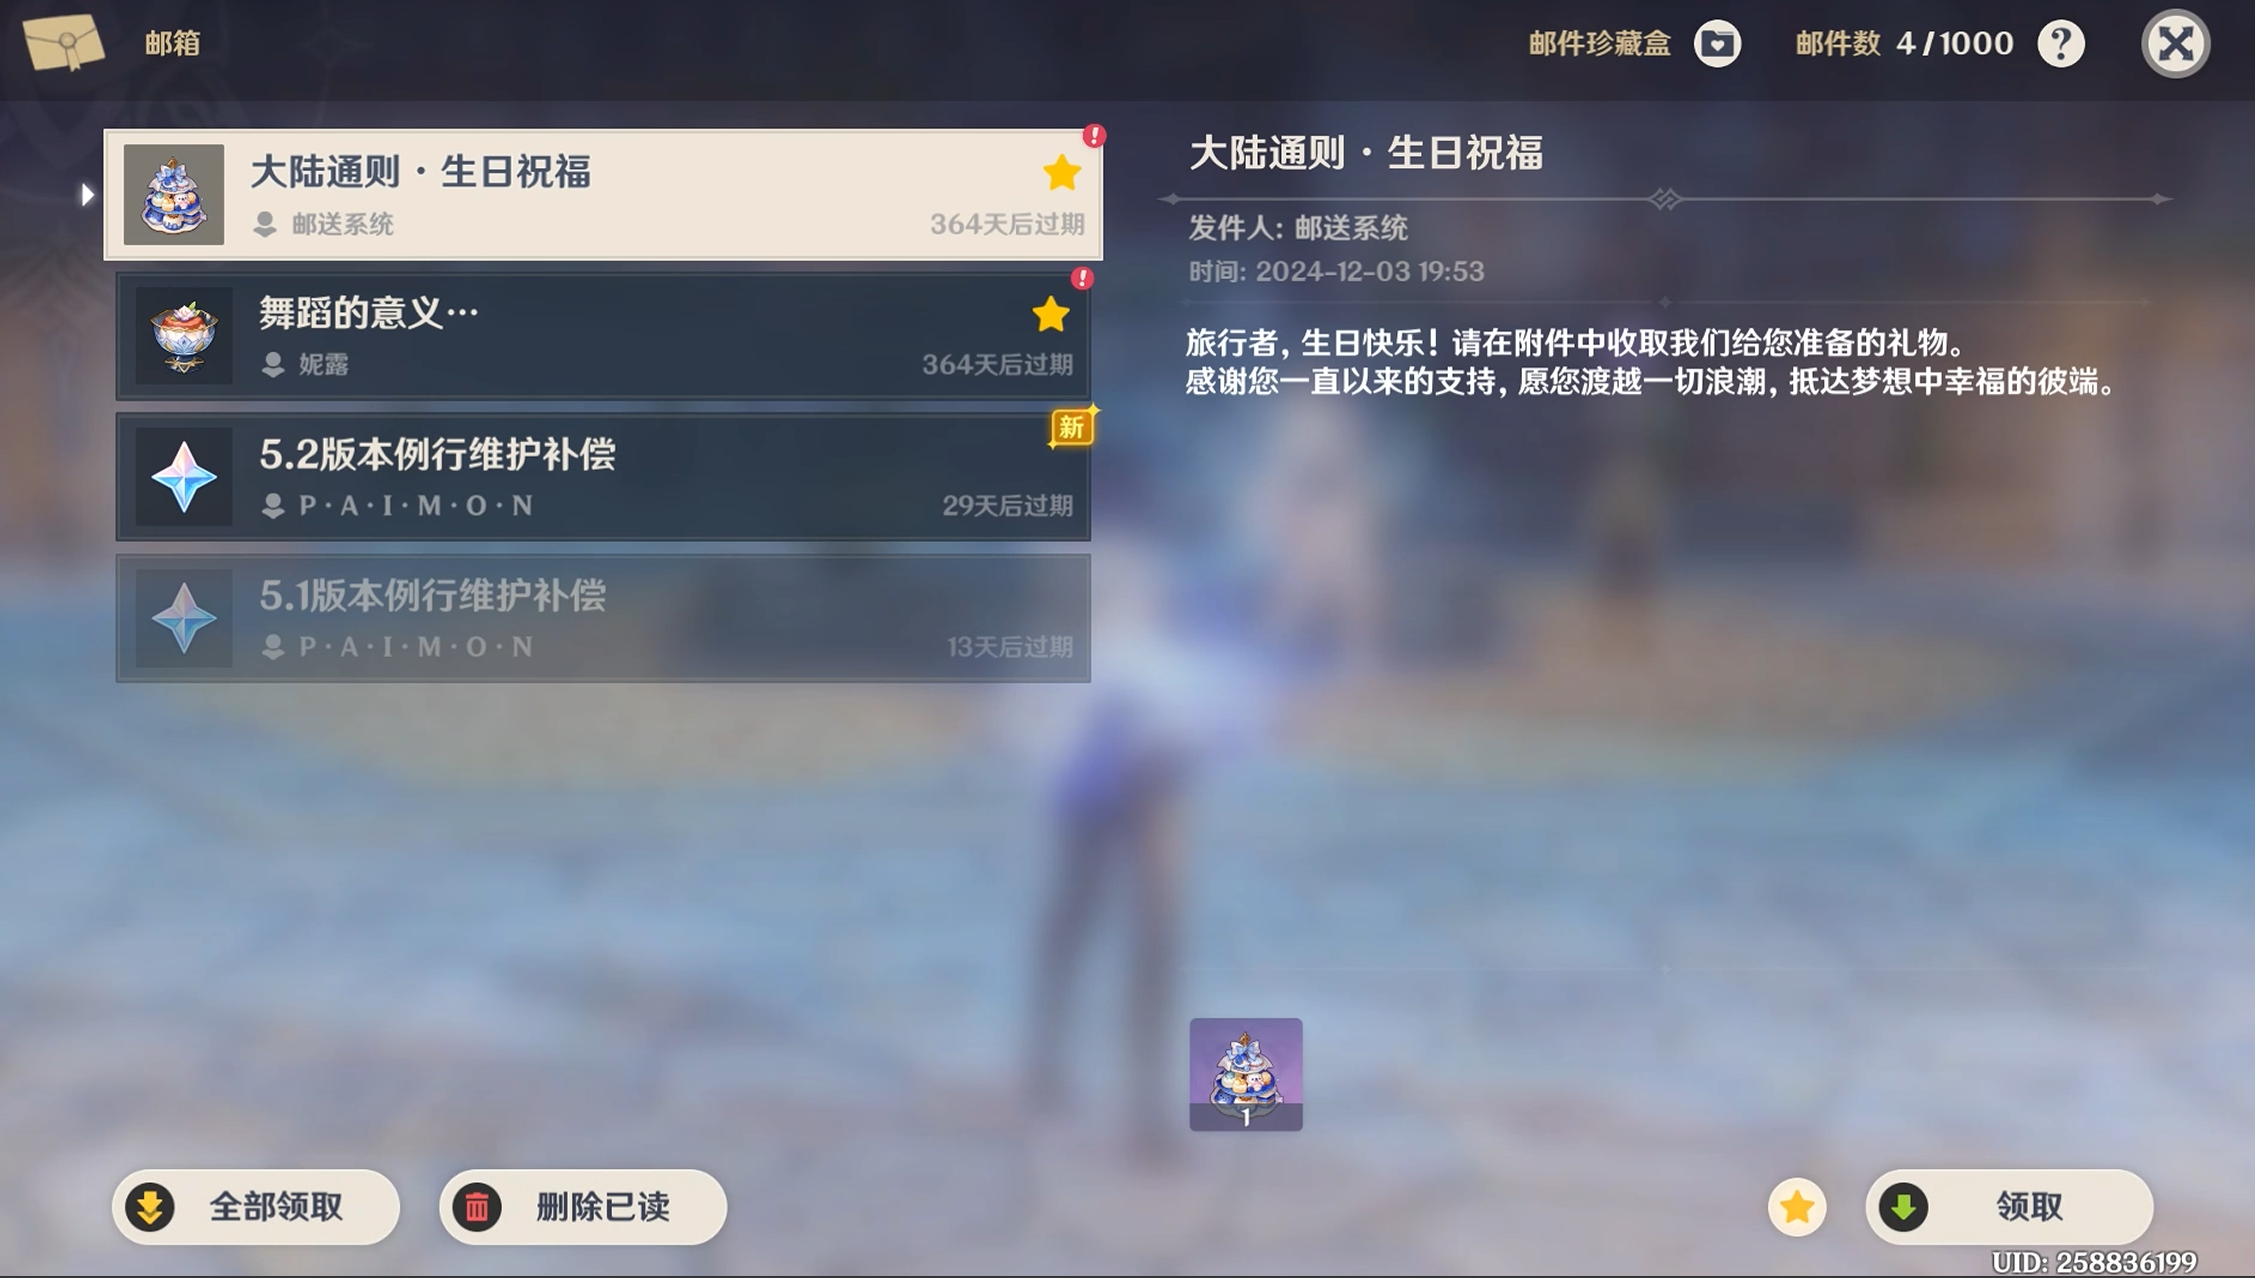 邮箱
邮件珍藏盒
邮件数 4/1000
大陆通则·生日祝福
邮送系统
364天后过期
舞蹈的意义…
妮露
364天后过期
新
5.2版本例行维护补偿
P·A·I·M·O·N
29天后过期
5.1版本例行维护补偿
P·A·I·M·O·N
13天后过期
大陆通则·生日祝福
发件人: 邮送系统
时间: 2024-12-03 19:53
旅行者, 生日快乐! 请在附件中收取我们给您准备的礼物。
感谢您一直以来的支持, 愿您渡越一切浪潮, 抵达梦想中幸福的彼端。
1
全部领取
删除已读
领取
UID: 258836199